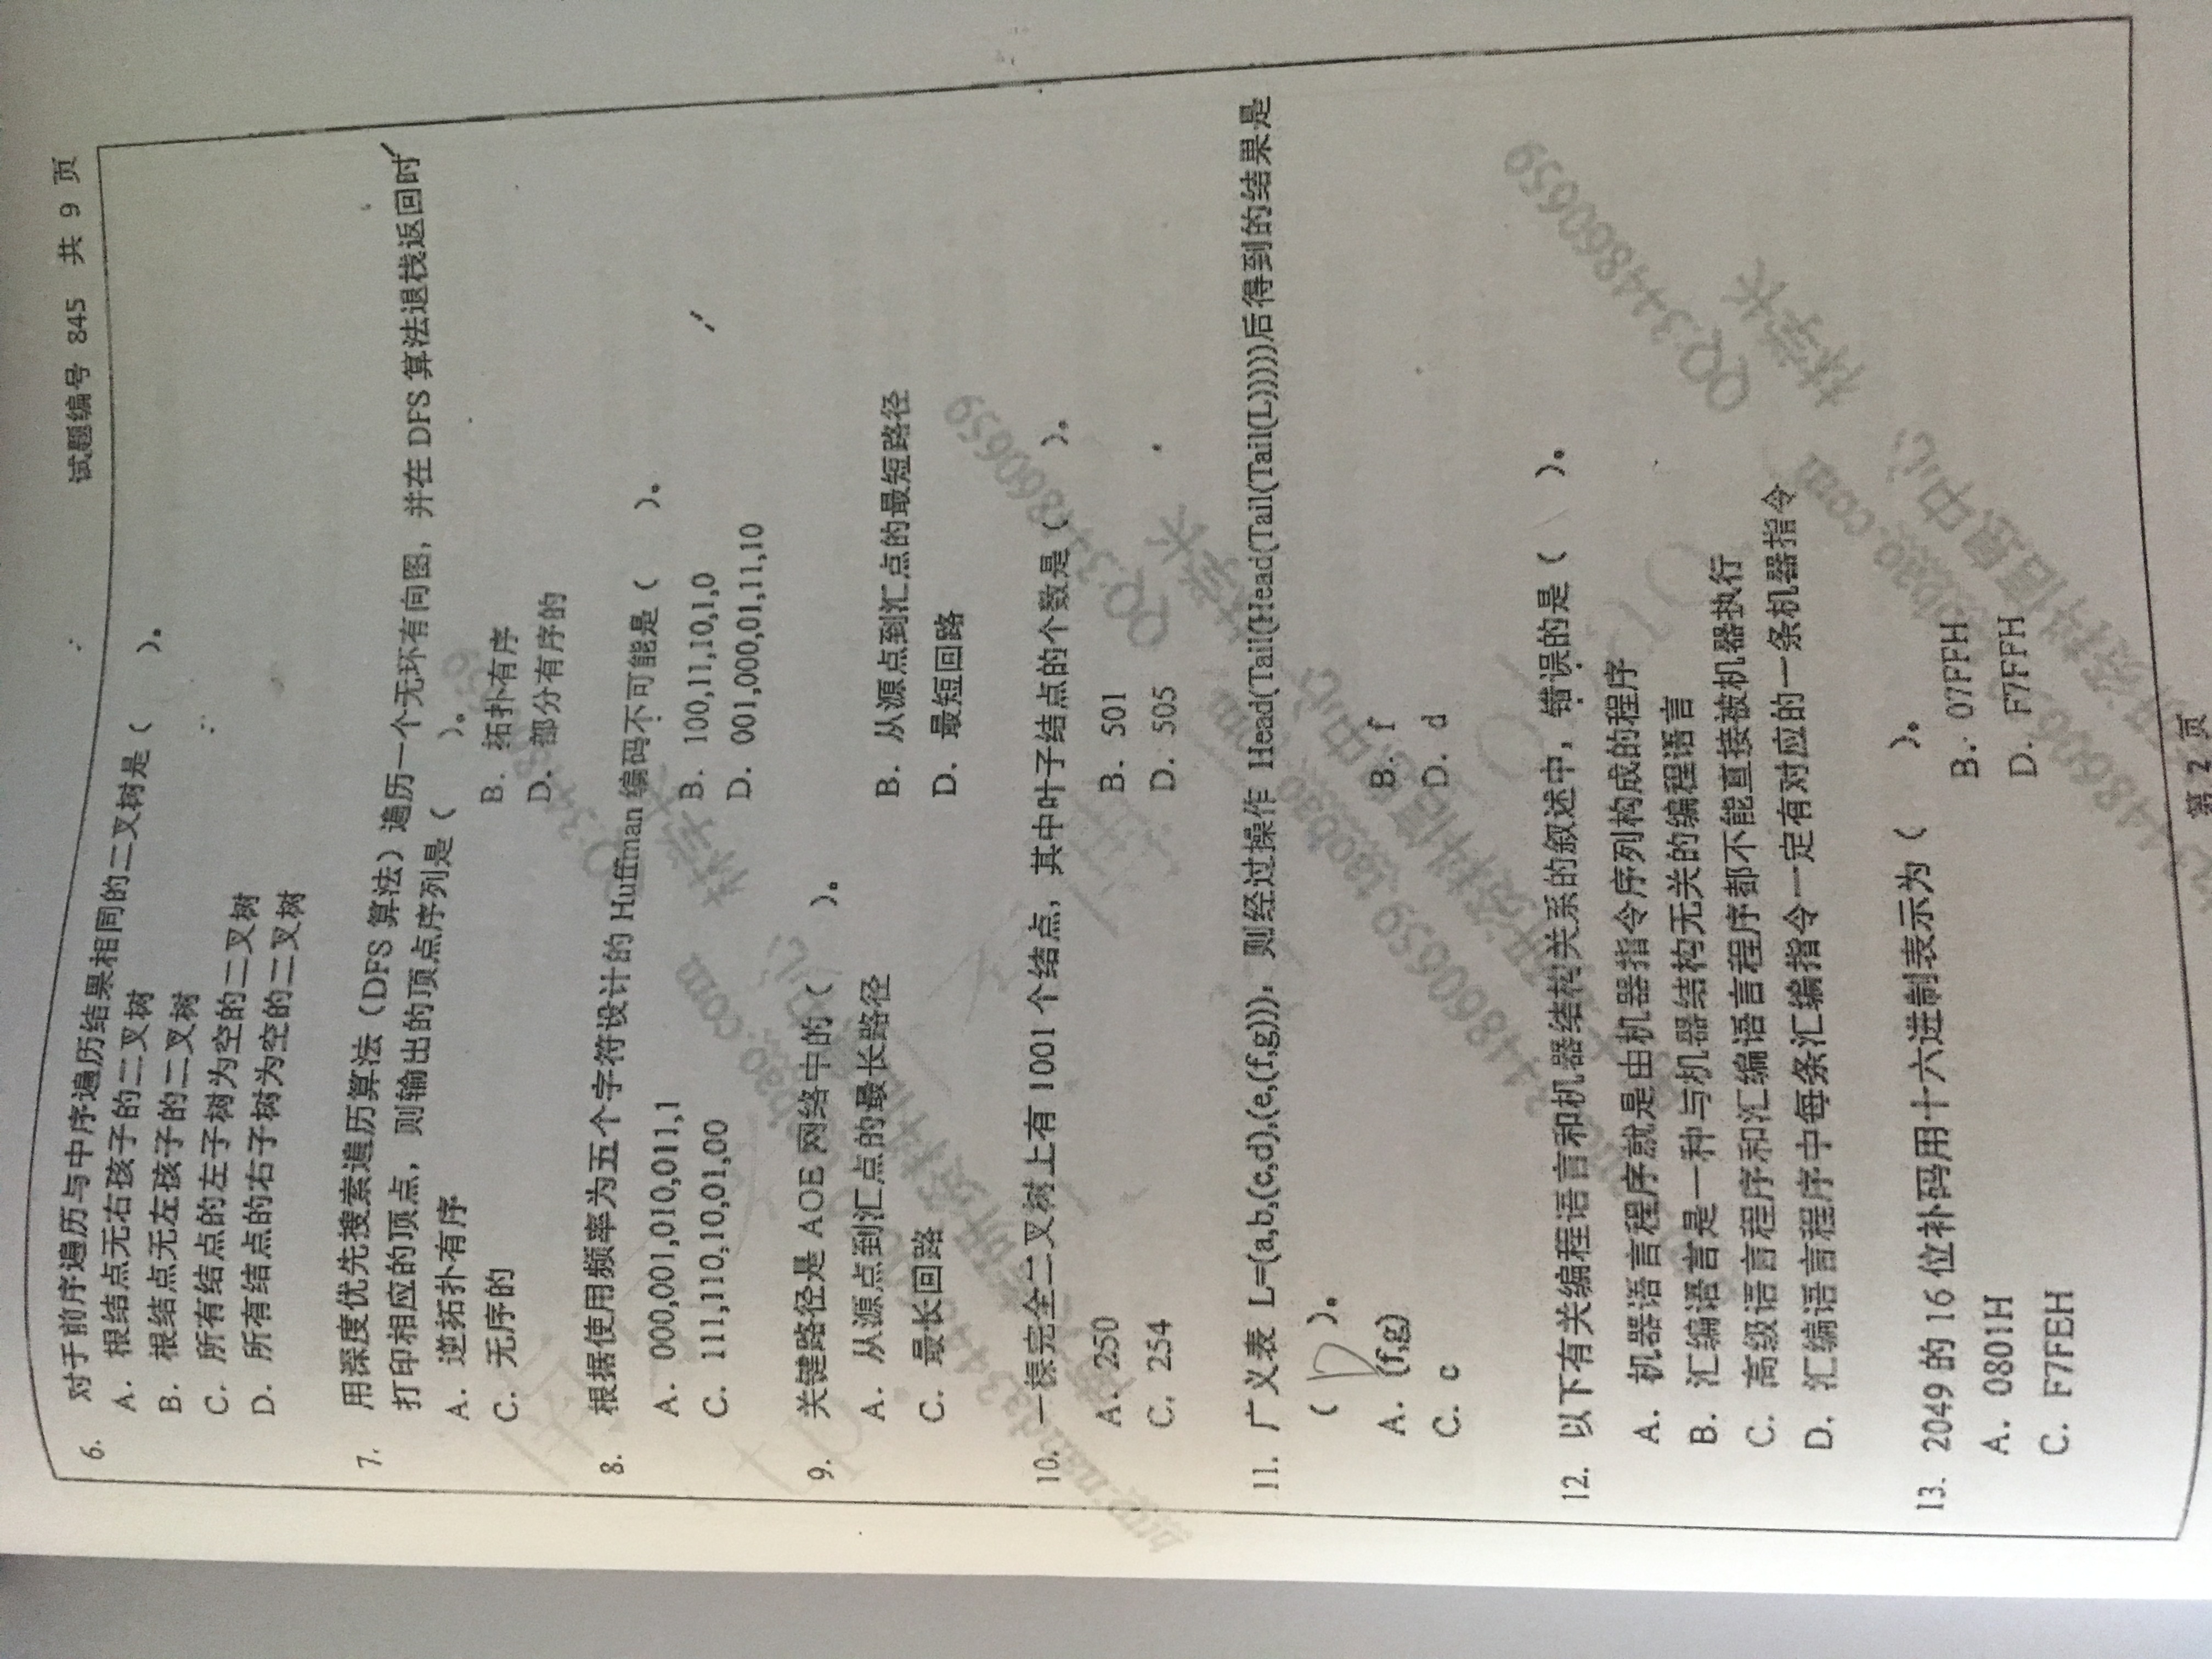 试题编号 845 共 9 页
6. 对于前序遍历与中序遍历结果相同的二叉树是（ ）。
A. 根结点无右孩子的二叉树
B. 根结点无左孩子的二叉树
C. 所有结点的左子树为空的二叉树
D. 所有结点的右子树为空的二叉树
7. 用深度优先搜索遍历算法（DFS 算法）遍历一个无环有向图，并在 DFS 算法退栈返回时
打印相应的顶点，则输出的顶点序列是（ ）。
A. 逆拓扑有序 B. 拓扑有序
C. 无序的 D. 部分有序的
8. 根据使用频率为五个字符设计的 Huffman 编码不可能是（ ）。
A. 000,001,010,011,1 B. 100,11,10,1,0
C. 111,110,10,01,00 D. 001,000,01,11,10
9. 关键路径是 AOE 网络中的（ ）。
A. 从源点到汇点的最长路径 B. 从源点到汇点的最短路径
C. 最长回路 D. 最短回路
10. 一棵完全二叉树上有 1001 个结点，其中叶子结点的个数是（ ）。
A. 250 B. 501
C. 254 D. 505
11. 广义表 L=(a,b,(c,d),(e,(f,g)))，则经过操作 Head(Tail(Head(Tail(Tail(L)))))后得到的结果是
（ D ）。
A. (f,g) B. f
C. c D. d
12. 以下有关编程语言和机器结构关系的叙述中，错误的是（ ）。
A. 机器语言程序就是由机器指令序列构成的程序
B. 汇编语言是一种与机器结构无关的编程语言
C. 高级语言程序和汇编语言程序都不能直接被机器执行
D. 汇编语言程序中每条汇编指令一定有对应的一条机器指令
13. 2049 的 16 位补码用十六进制表示为（ ）。
A. 0801H B. 07FFH
C. F7FEH D. F7FFH
第 2 页
QQ:344860659
林学长